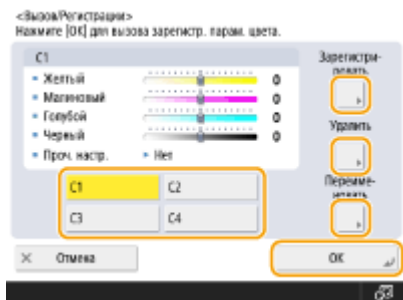 <Вызов/Регистрации>
Нажмите [OK] для вызова зарегистр. парам. цвета.
C1
Желтый 0
Малиновый 0
Голубой 0
Черный 0
Проч. настр. Нет
Зарегистри-
ровать
Удалить
Переиме-
новать
C1 C2
C3 C4
Отмена OK